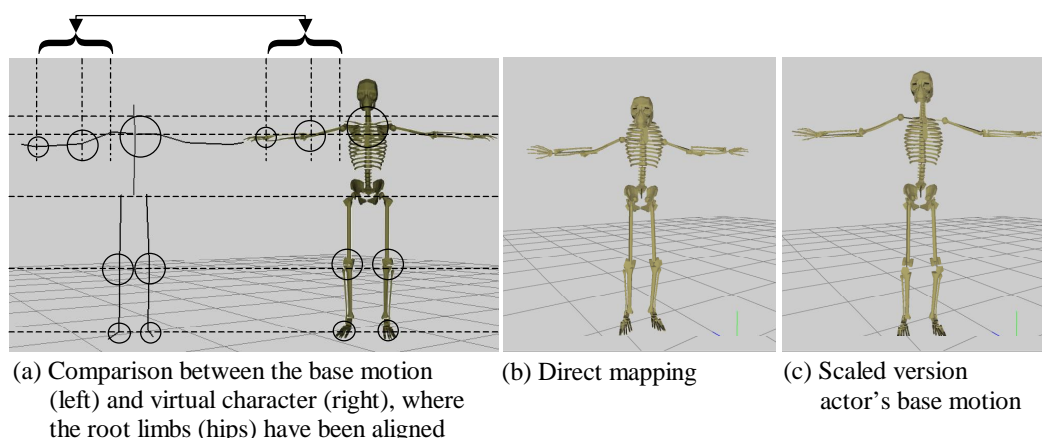 (a) Comparison between the base motion
(left) and virtual character (right), where
the root limbs (hips) have been aligned
(b) Direct mapping
(c) Scaled version
actor’s base motion